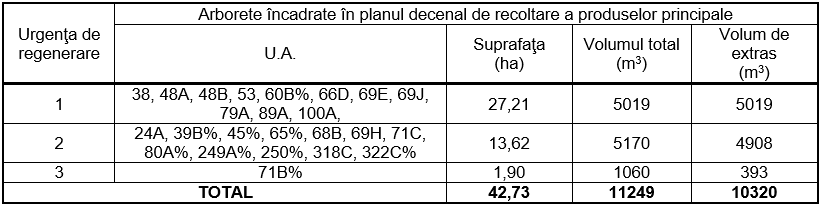 Urgența de regenerare
Arborete încadrate în planul decenal de recoltare a produselor principale
U.A.
Suprafața (ha)
Volumul total (m³)
Volum de extras (m³)
1
38, 48A, 48B, 53, 60B%, 66D, 69E, 69J,
79A, 89A, 100A,
27,21
5019
5019
2
24A, 39B%, 45%, 65%, 68B, 69H, 71C,
80A%, 249A%, 250%, 318C, 322C%
13,62
5170
4908
3
71B%
1,90
1060
393
TOTAL
42,73
11249
10320